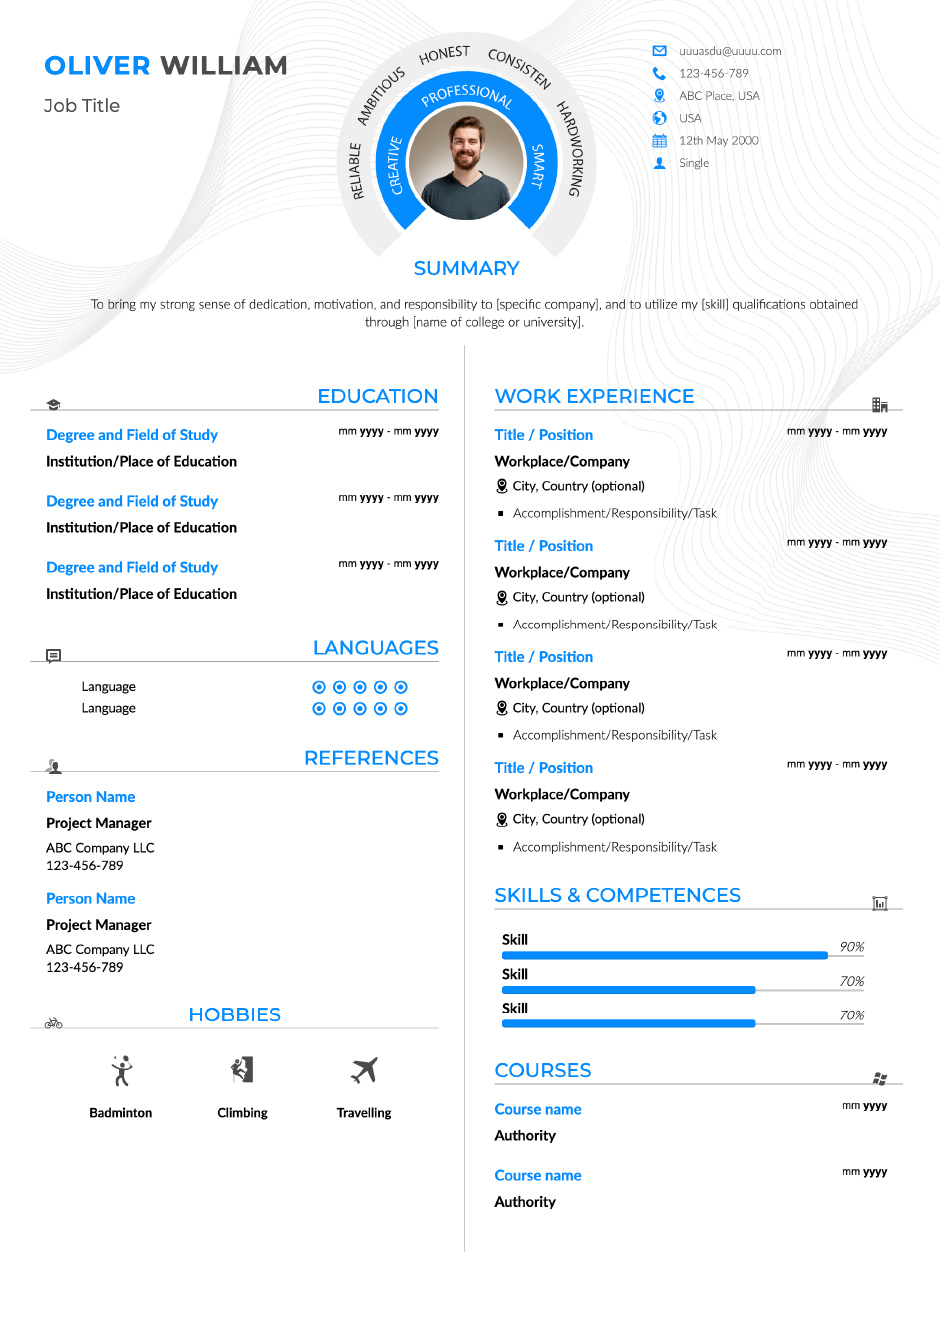 OLIVER WILLIAM
Job Title
RELIABLE AMBITIOUS HONEST CONSISTEN HARDWORKING
CREATIVE PROFESSIONAL SMART
uuuasdu@uuuu.com
123-456-789
ABC Place, USA
USA
12th May 2000
Single
SUMMARY
To bring my strong sense of dedication, motivation, and responsibility to [specific company], and to utilize my [skill] qualifications obtained
through [name of college or university].
EDUCATION
Degree and Field of Study mm yyyy - mm yyyy
Institution/Place of Education
Degree and Field of Study mm yyyy - mm yyyy
Institution/Place of Education
Degree and Field of Study mm yyyy - mm yyyy
Institution/Place of Education
LANGUAGES
Language
Language
REFERENCES
Person Name
Project Manager
ABC Company LLC
123-456-789
Person Name
Project Manager
ABC Company LLC
123-456-789
HOBBIES
Badminton Climbing Travelling
WORK EXPERIENCE
Title / Position mm yyyy - mm yyyy
Workplace/Company
City, Country (optional)
Accomplishment/Responsibility/Task
Title / Position mm yyyy - mm yyyy
Workplace/Company
City, Country (optional)
Accomplishment/Responsibility/Task
Title / Position mm yyyy - mm yyyy
Workplace/Company
City, Country (optional)
Accomplishment/Responsibility/Task
Title / Position mm yyyy - mm yyyy
Workplace/Company
City, Country (optional)
Accomplishment/Responsibility/Task
SKILLS & COMPETENCES
Skill 90%
Skill 70%
Skill 70%
COURSES
Course name mm yyyy
Authority
Course name mm yyyy
Authority